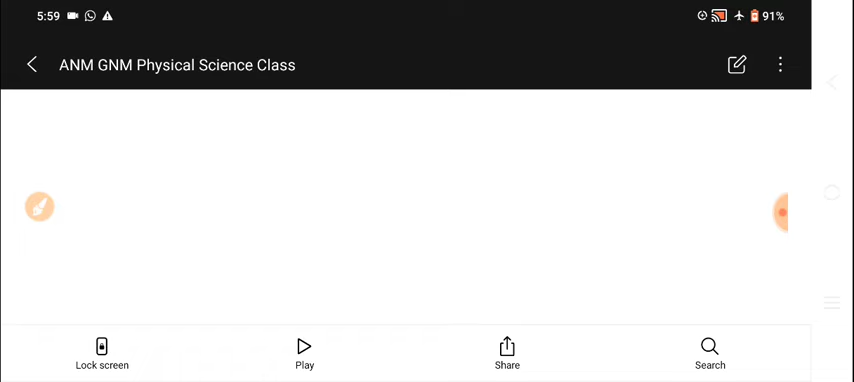 5:59 91%
ANM GNM Physical Science Class
Lock screen Play Share Search